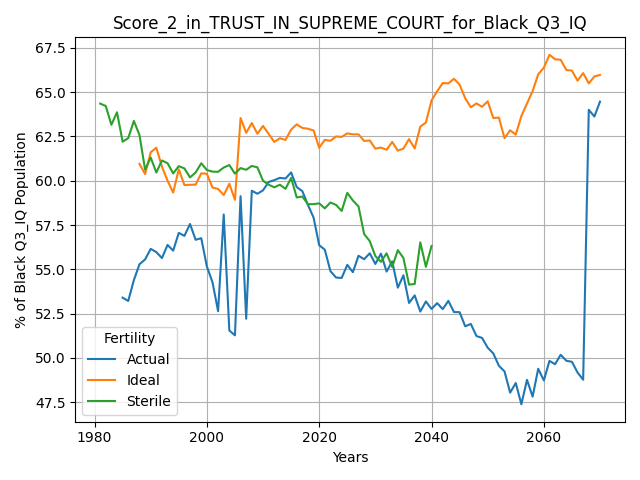 Score_2_in_TRUST_IN_SUPREME_COURT_for_Black_Q3_IQ
% of Black Q3_IQ Population
67.5
65.0
62.5
60.0
57.5
55.0
52.5
50.0
47.5
Fertility
Actual
Ideal
Sterile
1980
2000
2020
2040
2060
Years